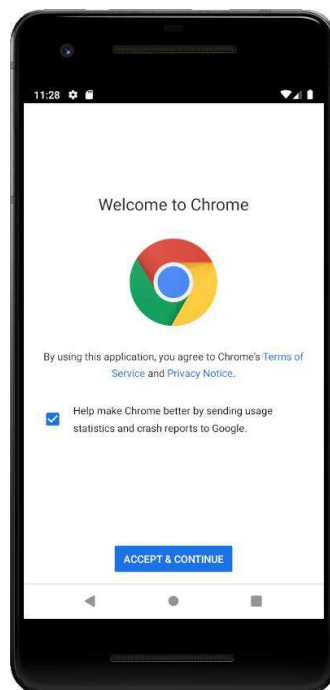 11:28
Welcome to Chrome
By using this application, you agree to Chrome's Terms of
Service and Privacy Notice.
Help make Chrome better by sending usage
statistics and crash reports to Google.
ACCEPT & CONTINUE